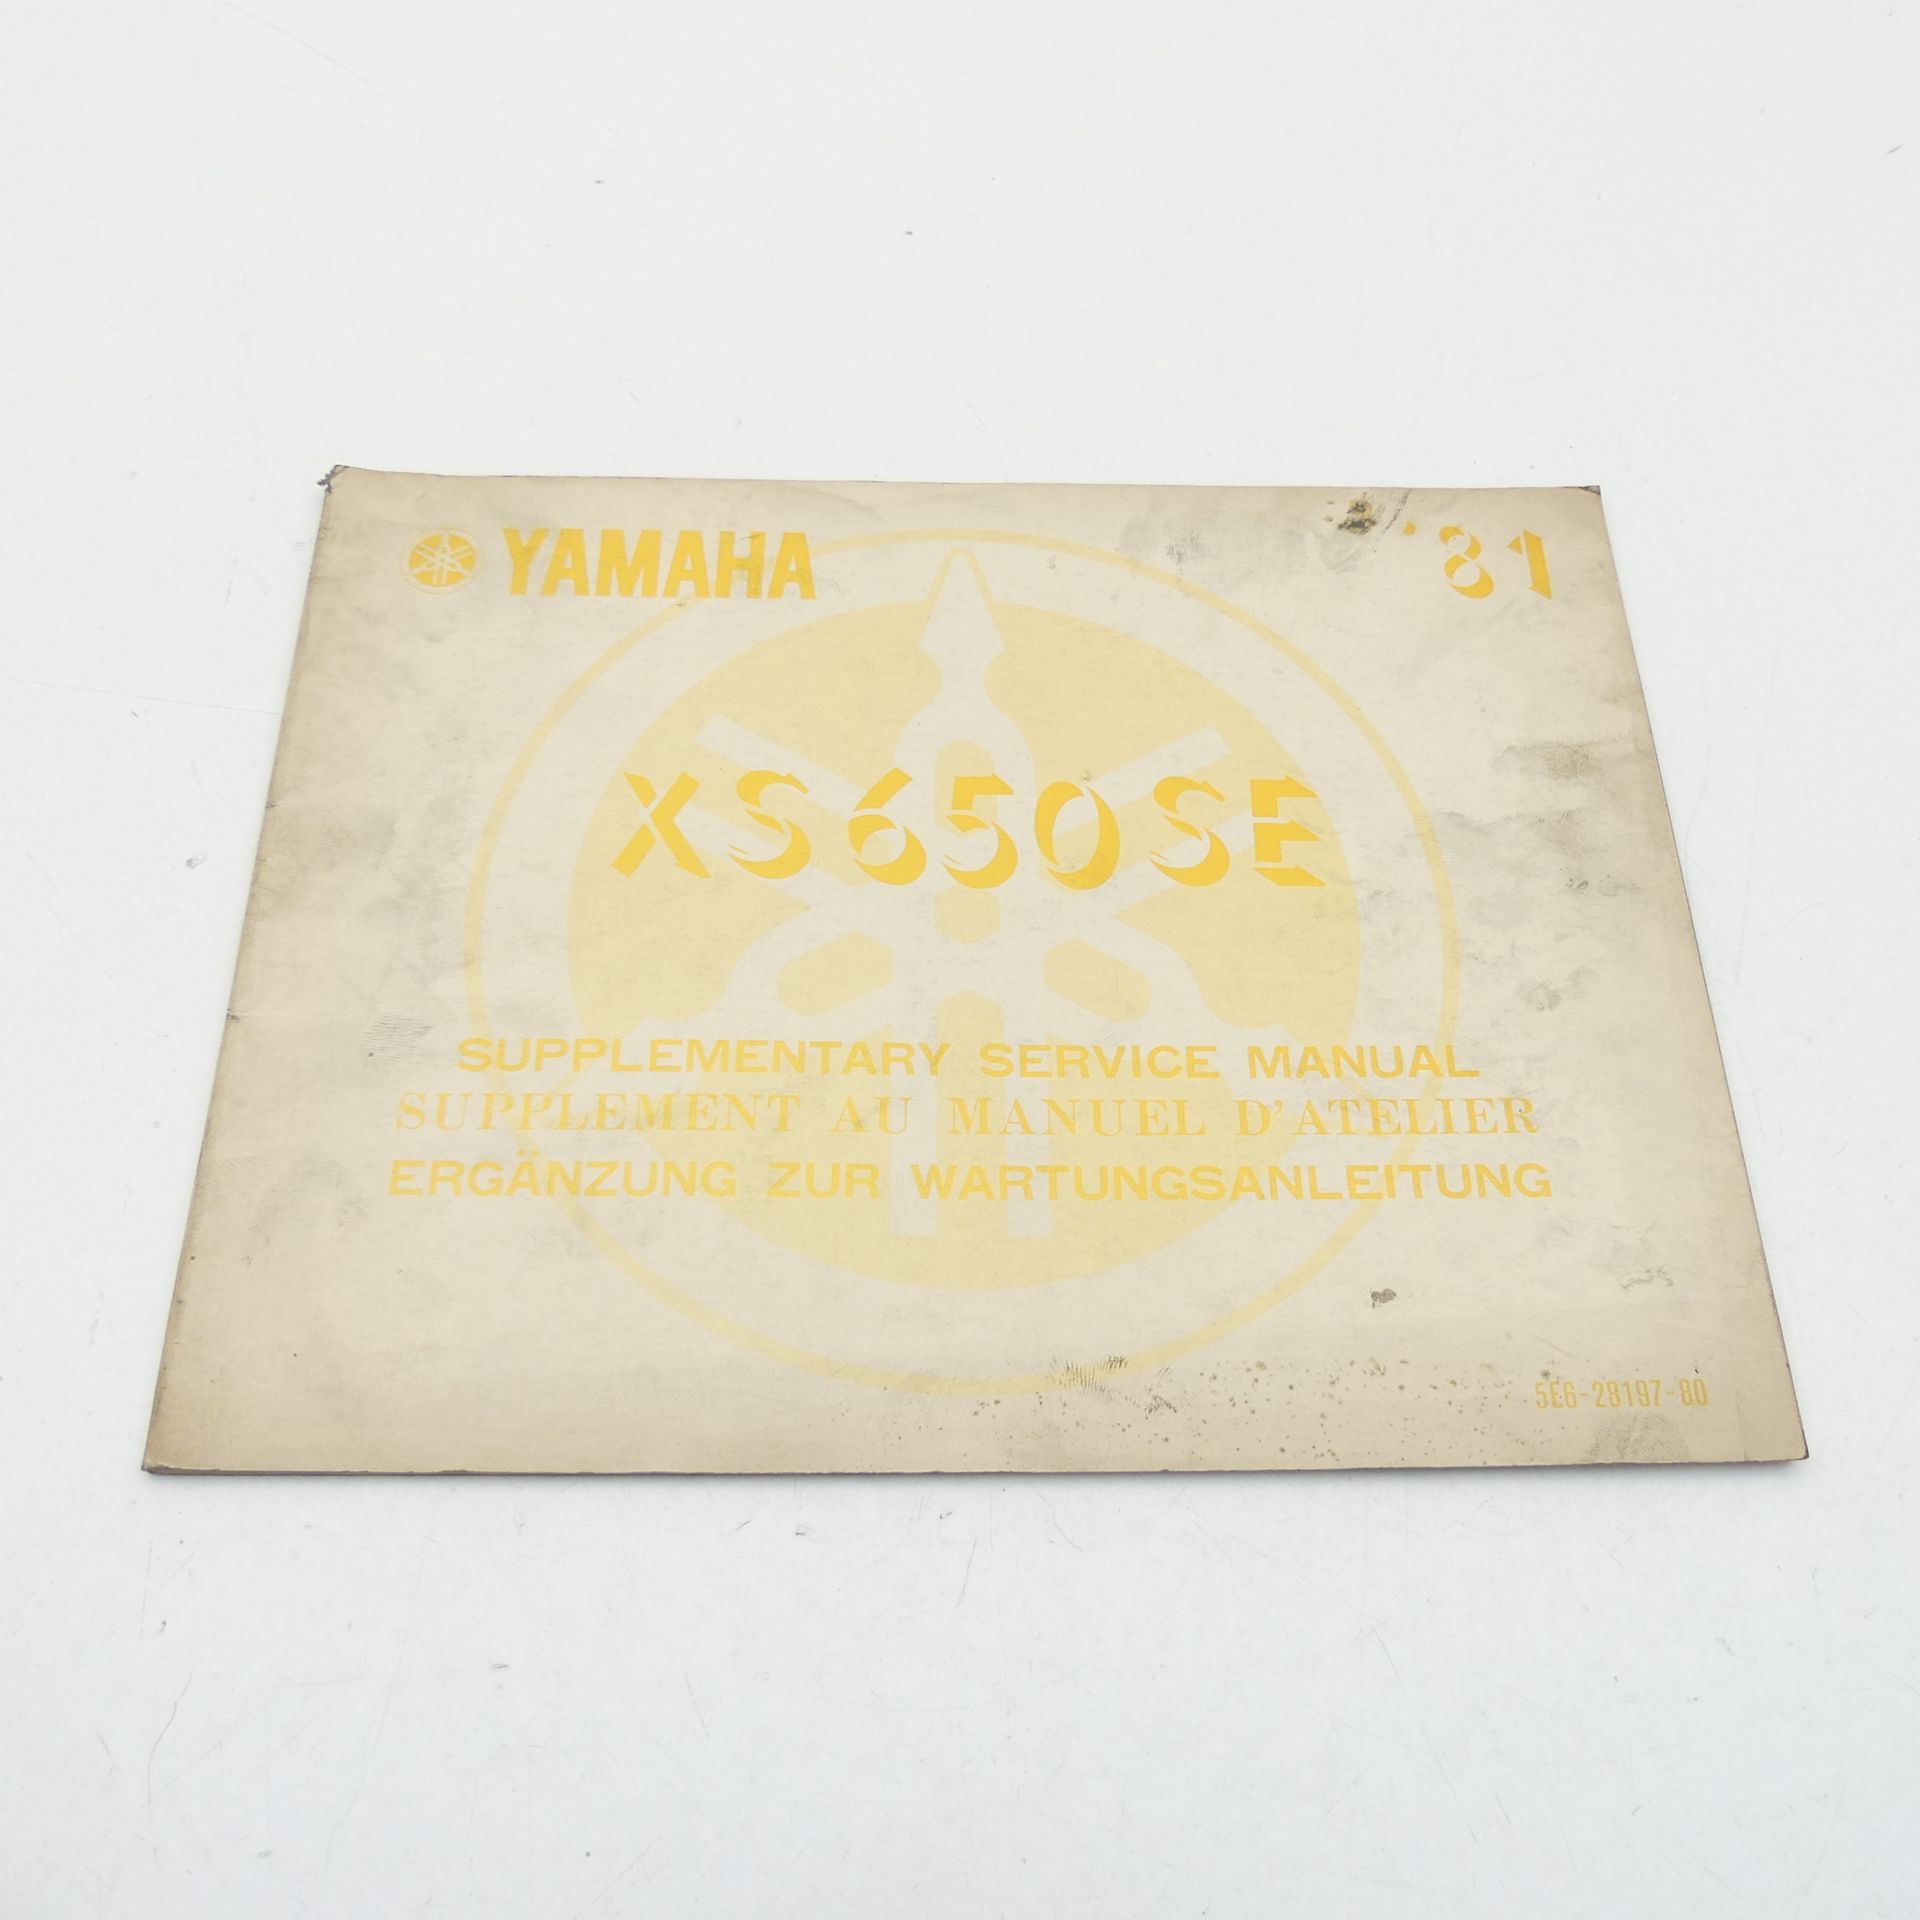 YAMAHA '81
XS650SE
SUPPLEMENTARY SERVICE MANUAL
SUPPLEMENT AU MANUEL D'ATELIER
ERGÄNZUNG ZUR WARTUNGSANLEITUNG
5E6-28197-80